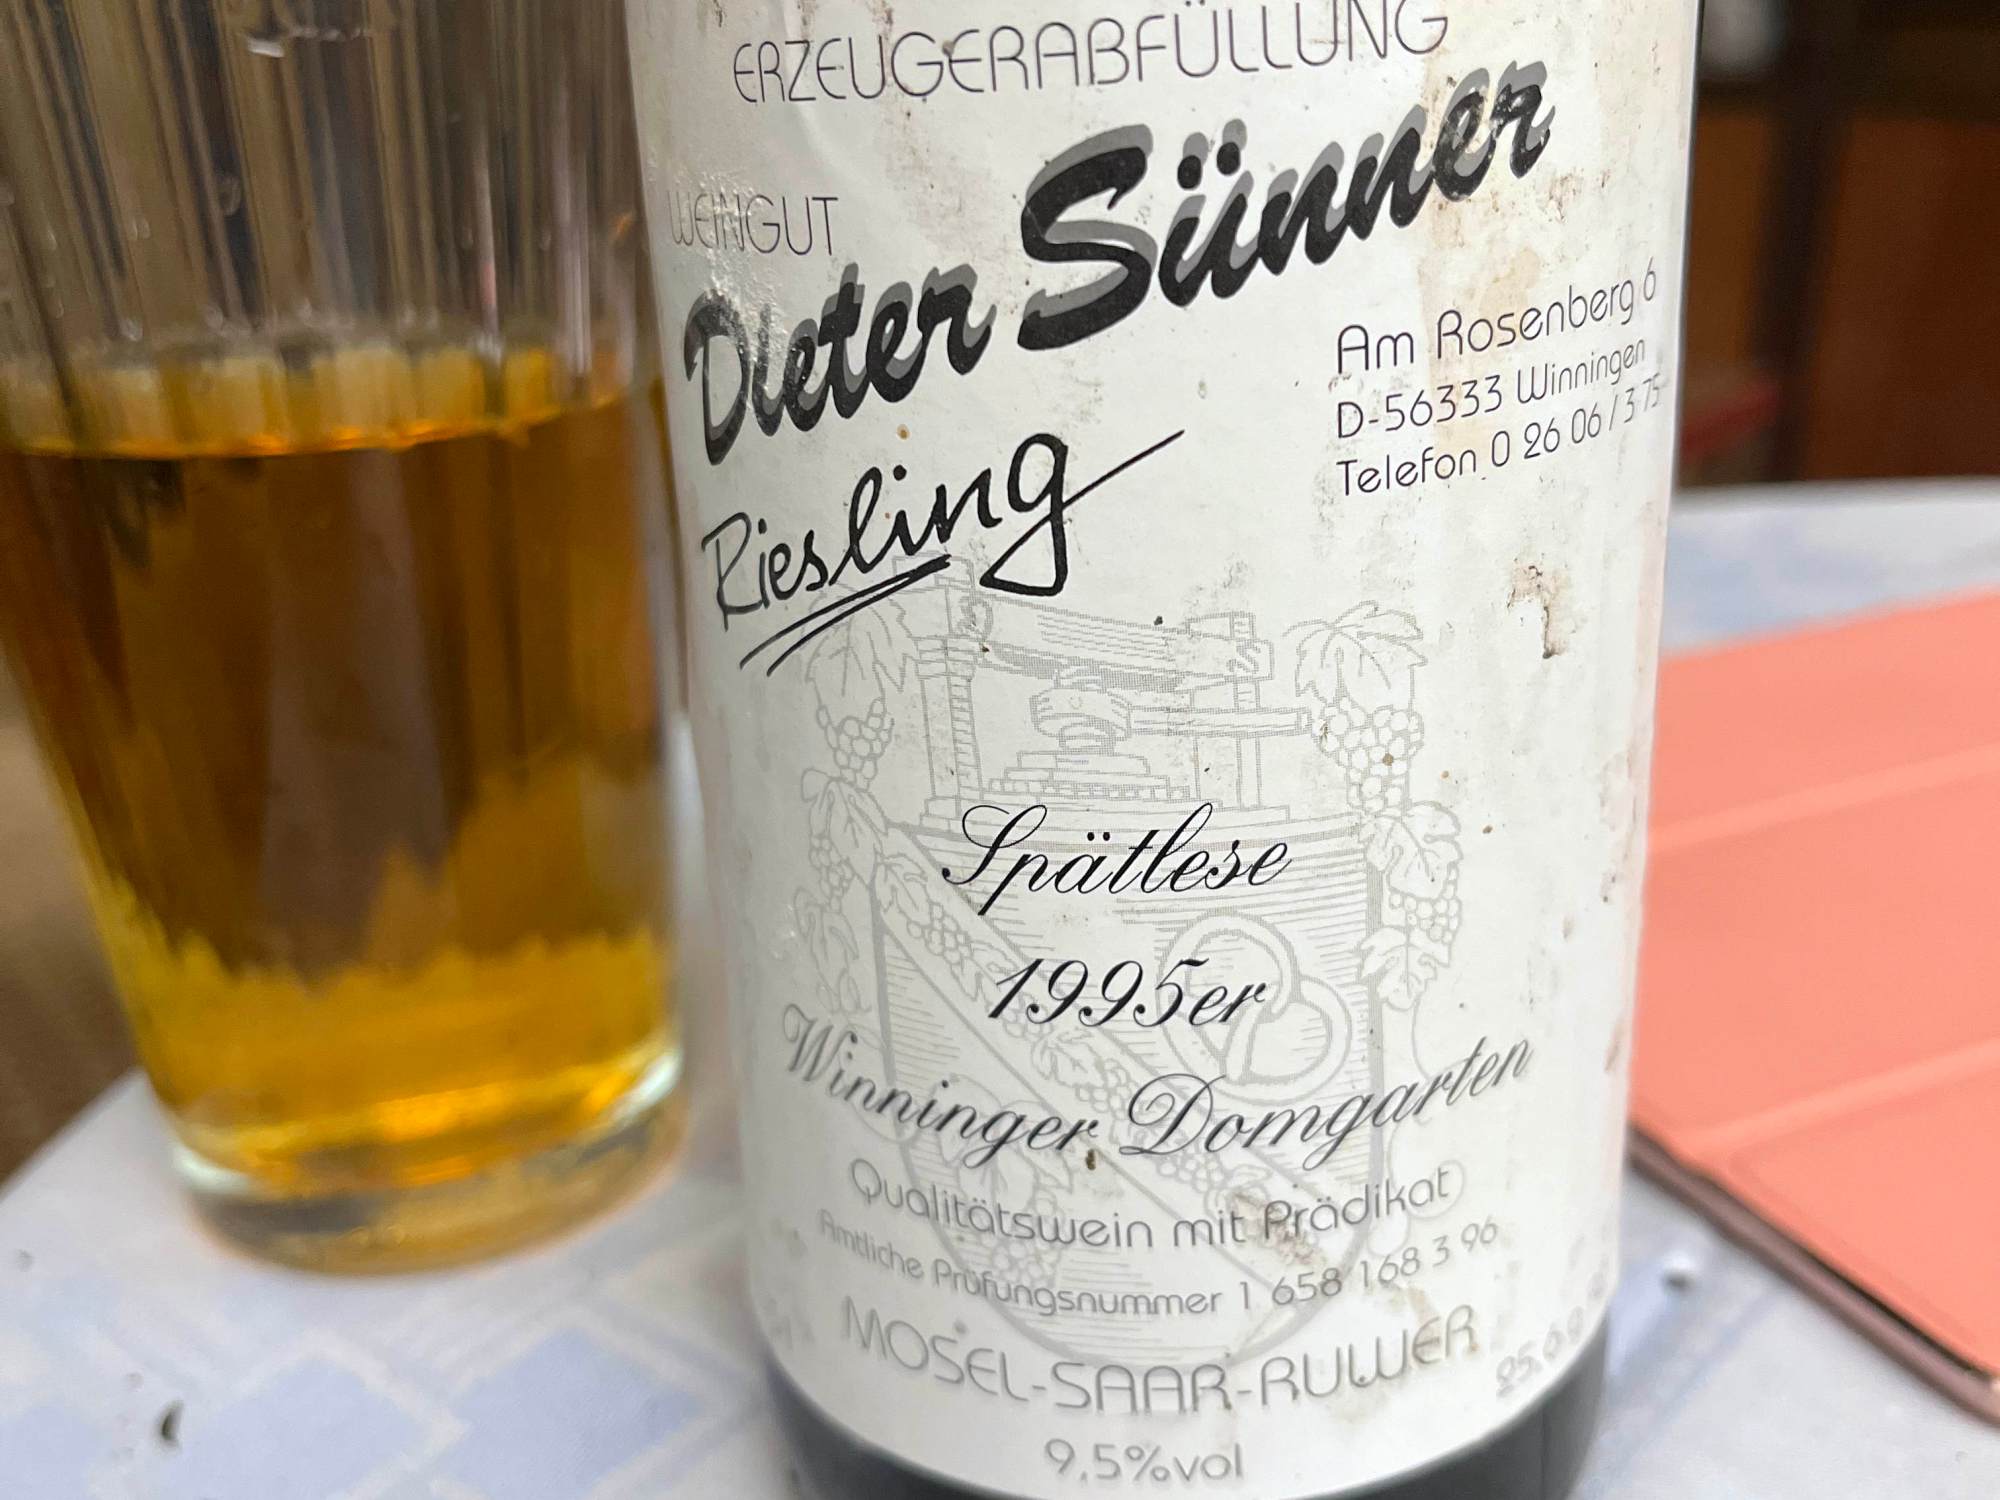 ERZEUGERABFÜLLUNG
WEINGUT
Dieter Sünner
Am Rosenberg 6
D-56333 Winningen
Telefon 0 26 06 / 3 75
Riesling
Spätlese
1995er
Winninger Domgarten
Qualitätswein mit Prädikat
Amtliche Prüfungsnummer 1 658 168 3 96
MOSEL-SAAR-RUWER
9,5%vol